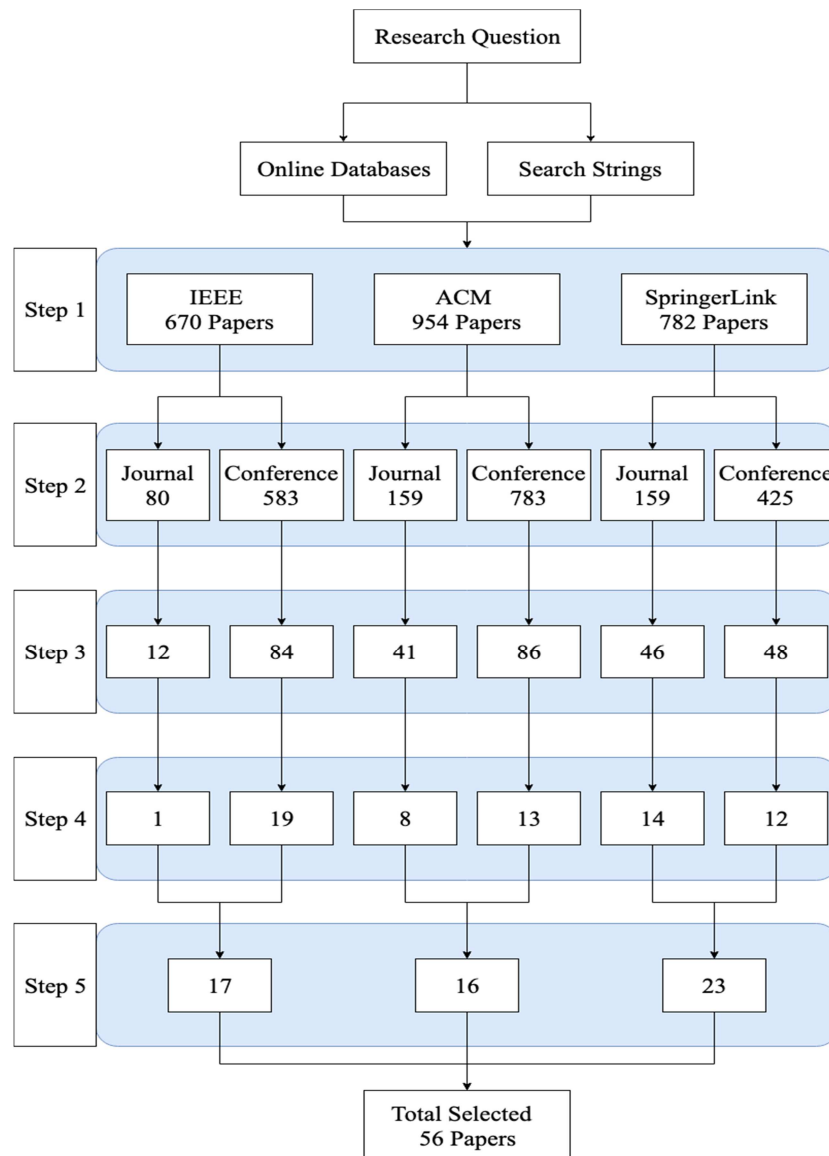 Research Question
Online Databases
Search Strings
Step 1
IEEE
670 Papers
ACM
954 Papers
SpringerLink
782 Papers
Step 2
Journal
80
Conference
583
Journal
159
Conference
783
Journal
159
Conference
425
Step 3
12
84
41
86
46
48
Step 4
1
19
8
13
14
12
Step 5
17
16
23
Total Selected
56 Papers